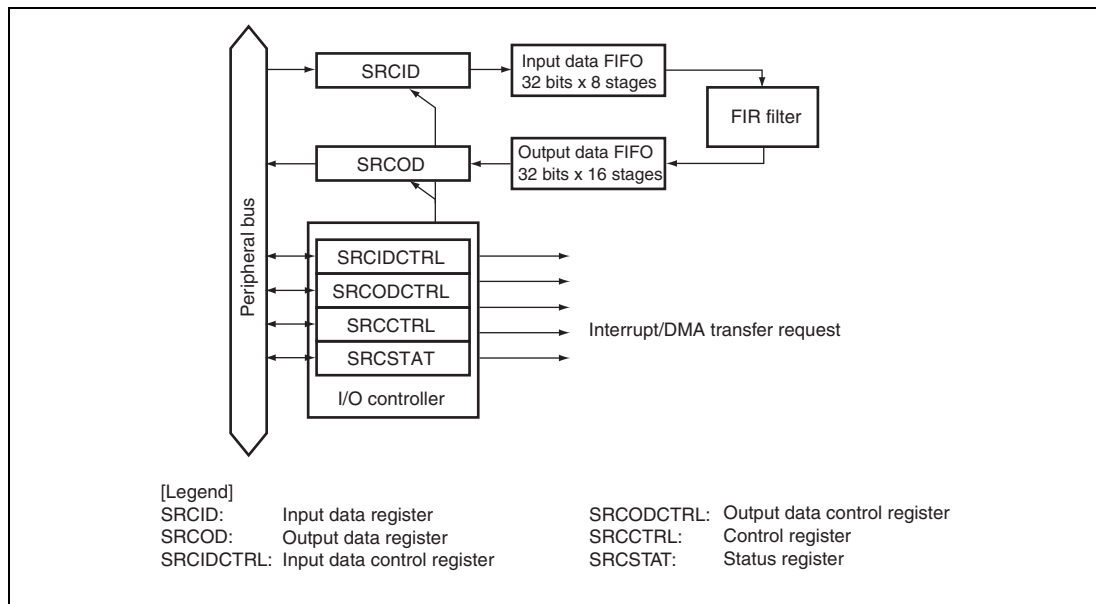 SRCID
Input data FIFO
32 bits x 8 stages
FIR filter
SRCOD
Output data FIFO
32 bits x 16 stages
Peripheral bus
SRCIDCTRL
SRCODCTRL
SRCCTRL
SRCSTAT
I/O controller
Interrupt/DMA transfer request
[Legend]
SRCID: Input data register
SRCOD: Output data register
SRCIDCTRL: Input data control register
SRCODCTRL: Output data control register
SRCCTRL: Control register
SRCSTAT: Status register